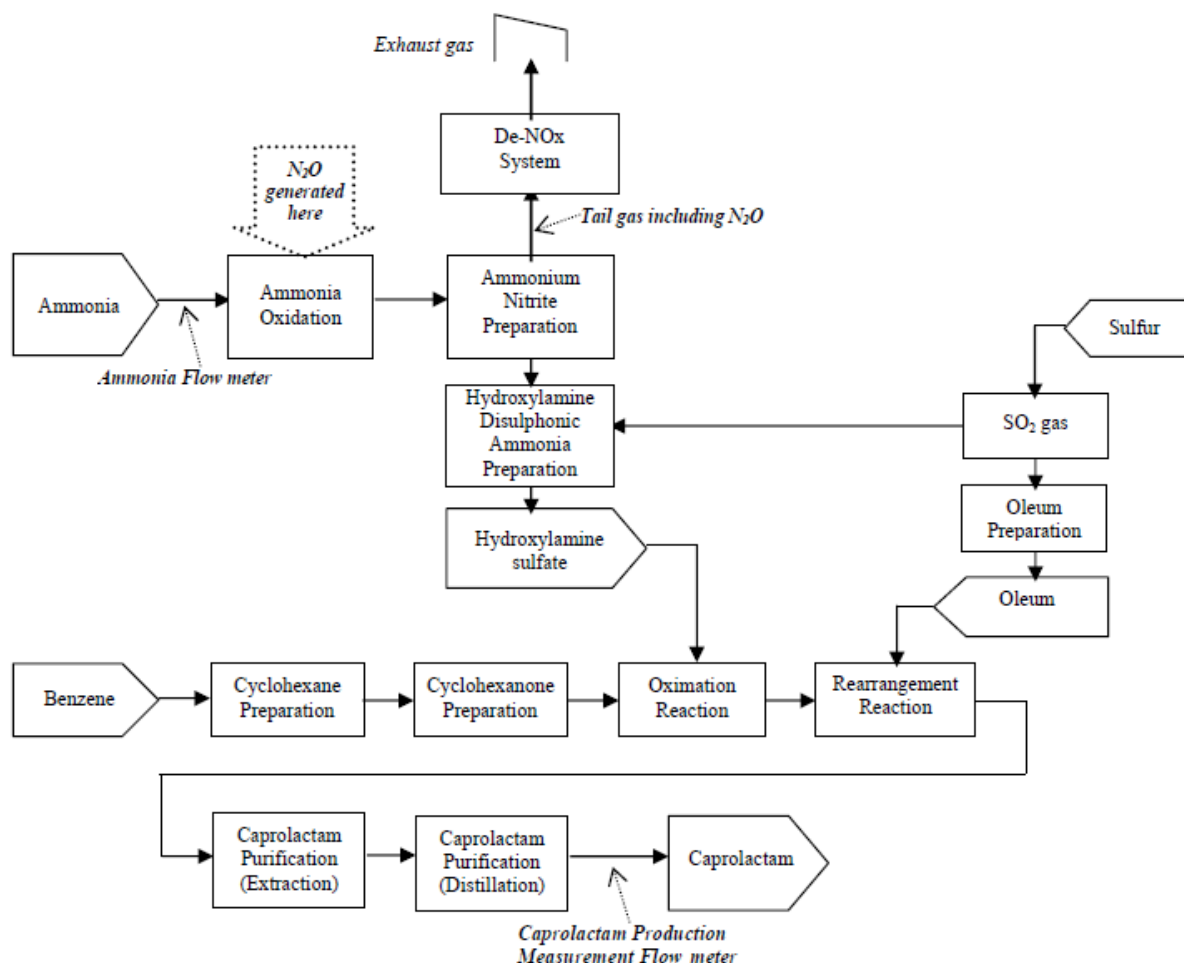 Exhaust gas
De-NOx
System
N₂O
generated
here
Tail gas including N₂O
Ammonia
Ammonia
Oxidation
Ammonium
Nitrite
Preparation
Sulfur
Ammonia Flow meter
Hydroxylamine
Disulphonic
Ammonia
Preparation
SO₂ gas
Oleum
Preparation
Hydroxylamine
sulfate
Oleum
Benzene
Cyclohexane
Preparation
Cyclohexanone
Preparation
Oximation
Reaction
Rearrangement
Reaction
Caprolactam
Purification
(Extraction)
Caprolactam
Purification
(Distillation)
Caprolactam
Caprolactam Production
Measurement Flow meter